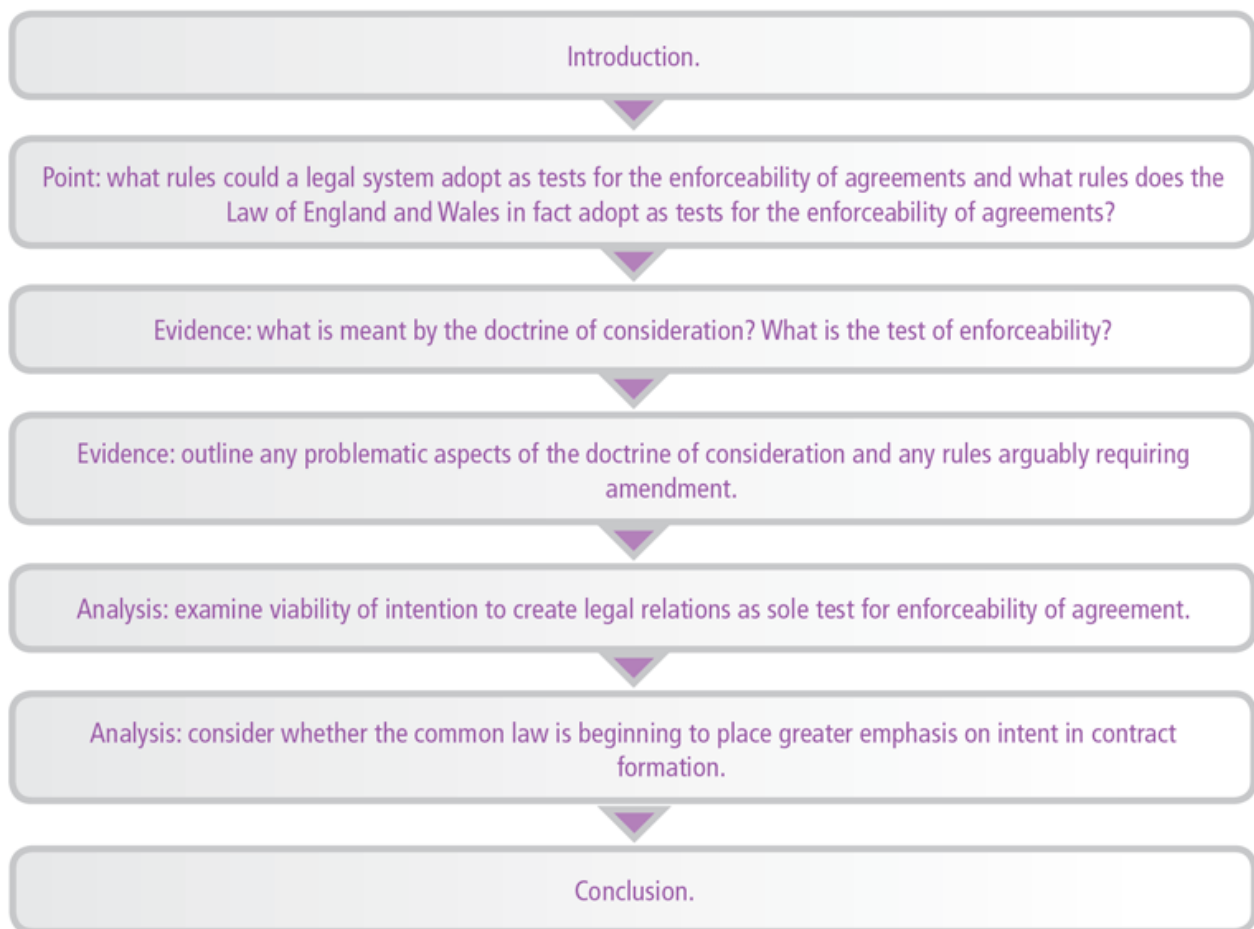 Introduction.
Point: what rules could a legal system adopt as tests for the enforceability of agreements and what rules does the
Law of England and Wales in fact adopt as tests for the enforceability of agreements?
Evidence: what is meant by the doctrine of consideration? What is the test of enforceability?
Evidence: outline any problematic aspects of the doctrine of consideration and any rules arguably requiring
amendment.
Analysis: examine viability of intention to create legal relations as sole test for enforceability of agreement.
Analysis: consider whether the common law is beginning to place greater emphasis on intent in contract
formation.
Conclusion.